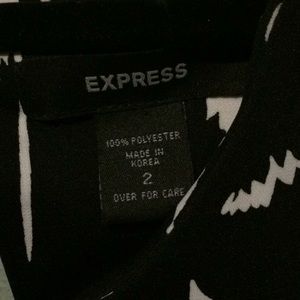 EXPRESS
100% POLYESTER
MADE IN
KOREA
2
OVER FOR CARE